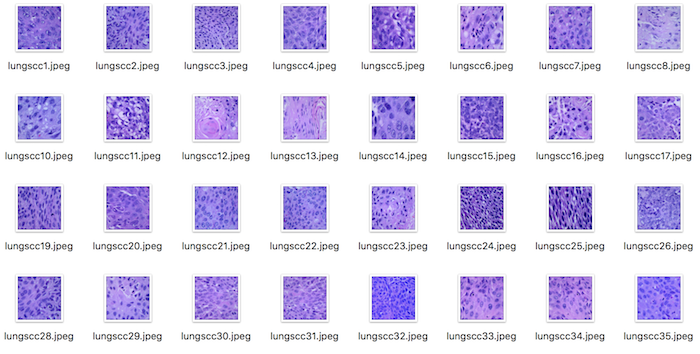 lungscc1.jpeg lungscc2.jpeg lungscc3.jpeg lungscc4.jpeg lungscc5.jpeg lungscc6.jpeg lungscc7.jpeg lungscc8.jpeg
lungscc10.jpeg lungscc11.jpeg lungscc12.jpeg lungscc13.jpeg lungscc14.jpeg lungscc15.jpeg lungscc16.jpeg lungscc17.jpeg
lungscc19.jpeg lungscc20.jpeg lungscc21.jpeg lungscc22.jpeg lungscc23.jpeg lungscc24.jpeg lungscc25.jpeg lungscc26.jpeg
lungscc28.jpeg lungscc29.jpeg lungscc30.jpeg lungscc31.jpeg lungscc32.jpeg lungscc33.jpeg lungscc34.jpeg lungscc35.jpeg